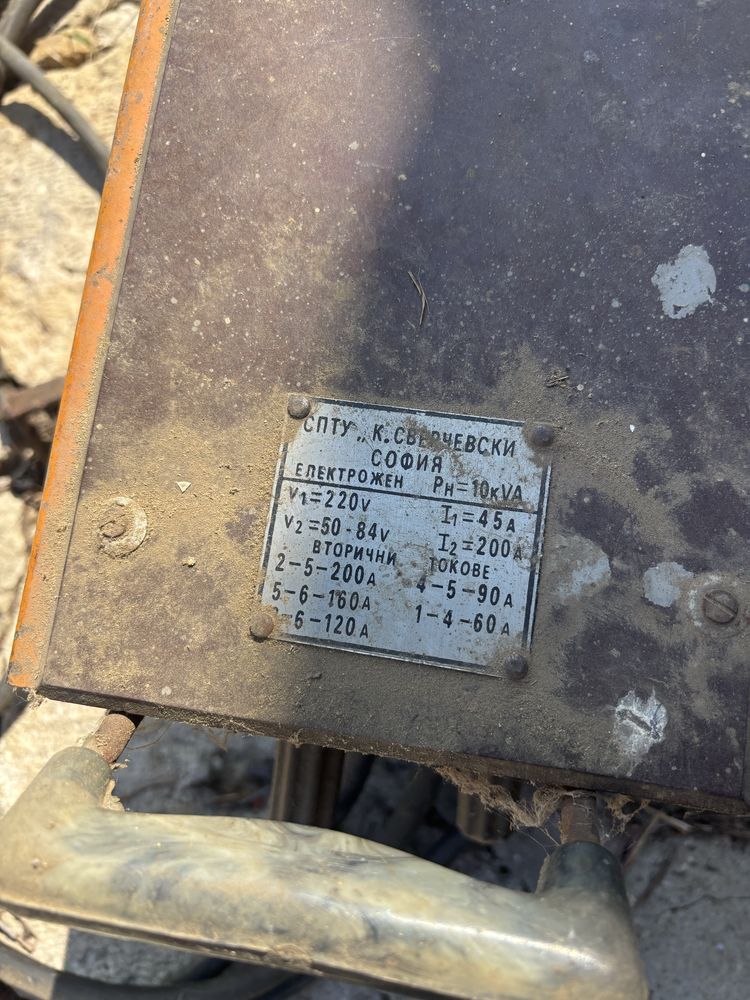 СПТУ „ К. СВЕРЧЕВСКИ
СОФИЯ
ЕЛЕКТРОЖЕН Pн=10кVA
V1=220V I1=45A
V2=50-84V I2=200A
ВТОРИЧНИ ТОКОВЕ
2-5-200A 4-5-90A
5-6-160A 1-4-60A
-6-120A